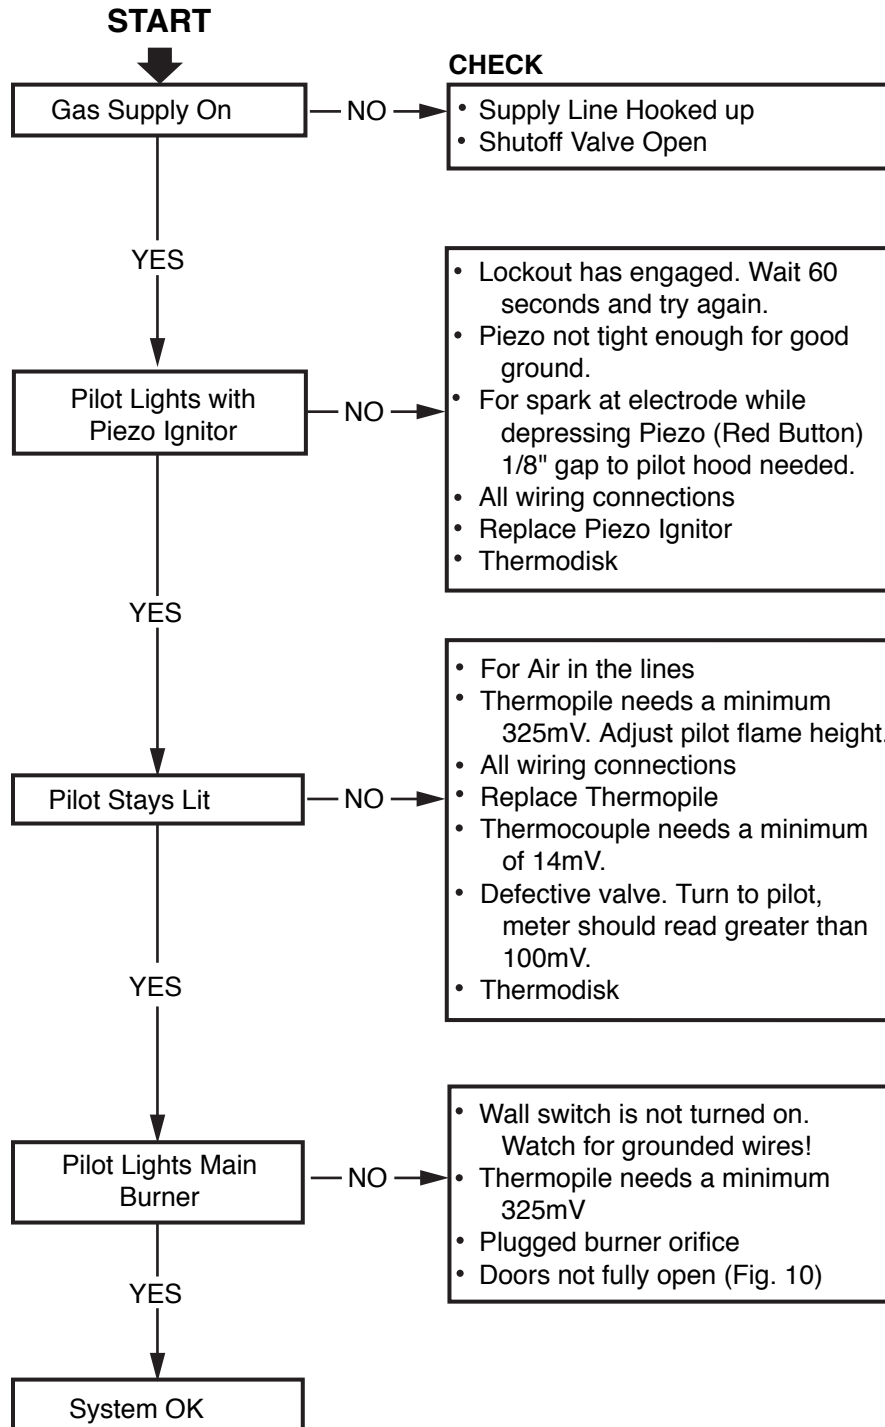 START
CHECK
Gas Supply On
NO
• Supply Line Hooked up
• Shutoff Valve Open
YES
Pilot Lights with
Piezo Ignitor
NO
• Lockout has engaged. Wait 60
seconds and try again.
• Piezo not tight enough for good
ground.
• For spark at electrode while
depressing Piezo (Red Button)
1/8" gap to pilot hood needed.
• All wiring connections
• Replace Piezo Ignitor
• Thermodisk
YES
Pilot Stays Lit
NO
• For Air in the lines
• Thermopile needs a minimum
325mV. Adjust pilot flame height.
• All wiring connections
• Replace Thermopile
• Thermocouple needs a minimum
of 14mV.
• Defective valve. Turn to pilot,
meter should read greater than
100mV.
• Thermodisk
YES
Pilot Lights Main
Burner
NO
• Wall switch is not turned on.
Watch for grounded wires!
• Thermopile needs a minimum
325mV
• Plugged burner orifice
• Doors not fully open (Fig. 10)
YES
System OK